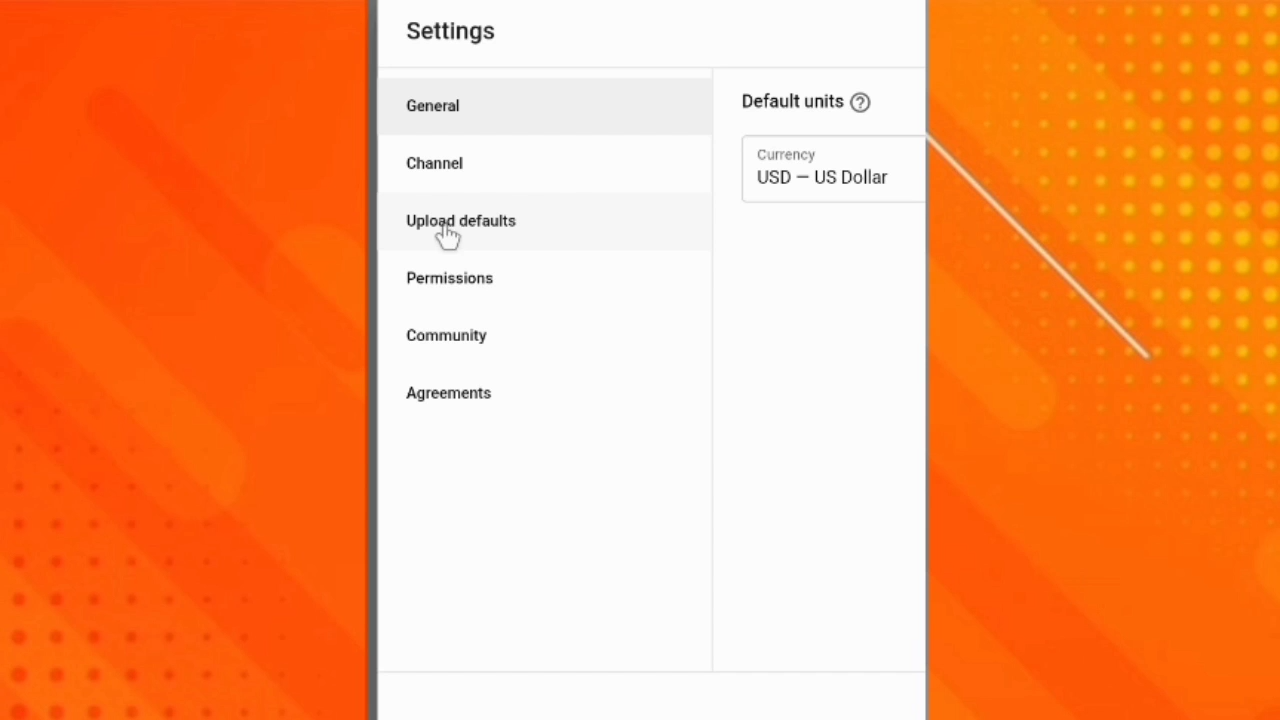 Settings
General
Channel
Upload defaults
Permissions
Community
Agreements
Default units
Currency
USD — US Dollar